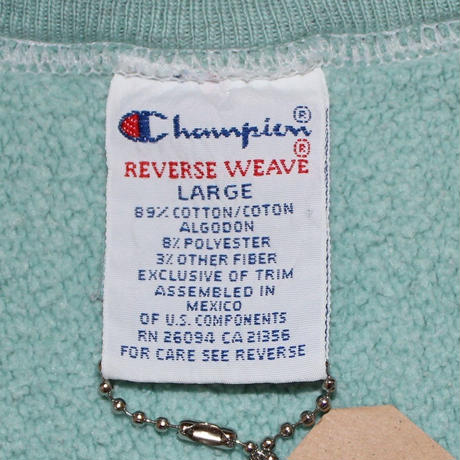 Champion®
REVERSE WEAVE®
LARGE
89% COTTON/COTON
ALGODON
8% POLYESTER
3% OTHER FIBER
EXCLUSIVE OF TRIM
ASSEMBLED IN
MEXICO
OF U.S. COMPONENTS
RN 26094 CA 21356
FOR CARE SEE REVERSE